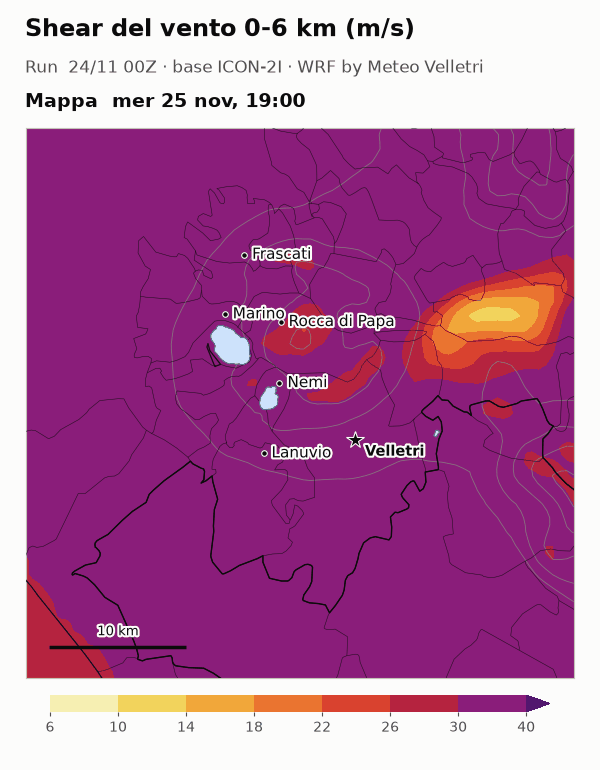 Shear del vento 0-6 km (m/s)
Run  24/11 00Z · base ICON-2I · WRF by Meteo Velletri
Mappa  mer 25 nov, 19:00
Frascati
Marino
Rocca di Papa
Nemi
Velletri
Lanuvio
10 km
6 10 14 18 22 26 30 40